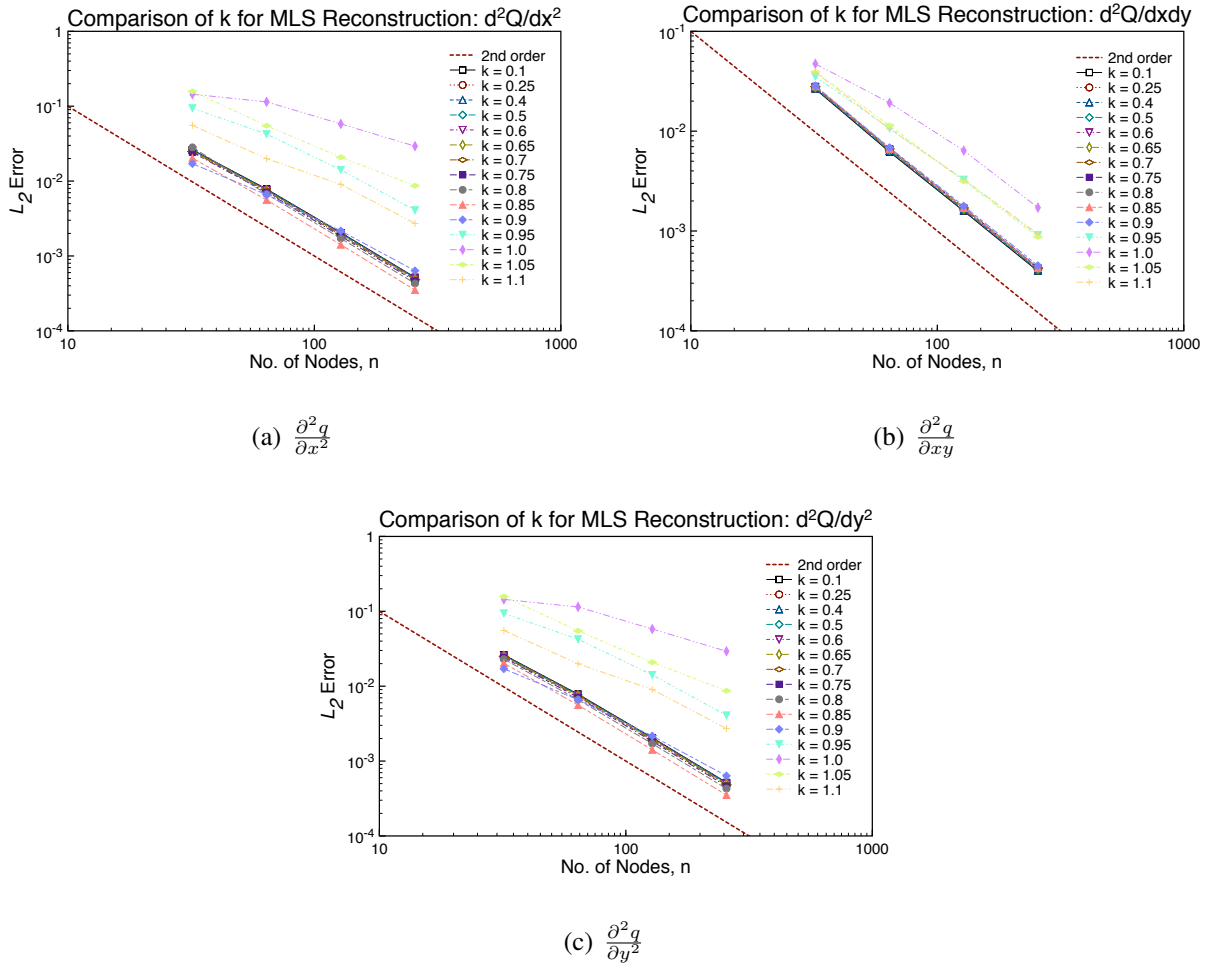 Comparison of k for MLS Reconstruction: d²Q/dx²
1
10⁻¹
10⁻²
10⁻³
10⁻⁴
L₂ Error
10
100
1000
No. of Nodes, n
2nd order
k = 0.1
k = 0.25
k = 0.4
k = 0.5
k = 0.6
k = 0.65
k = 0.7
k = 0.75
k = 0.8
k = 0.85
k = 0.9
k = 0.95
k = 1.0
k = 1.05
k = 1.1
(a) ∂²q/∂x²
Comparison of k for MLS Reconstruction: d²Q/dxdy
10⁻¹
10⁻²
10⁻³
10⁻⁴
L₂ Error
10
100
1000
No. of Nodes, n
2nd order
k = 0.1
k = 0.25
k = 0.4
k = 0.5
k = 0.6
k = 0.65
k = 0.7
k = 0.75
k = 0.8
k = 0.85
k = 0.9
k = 0.95
k = 1.0
k = 1.05
k = 1.1
(b) ∂²q/∂xy
Comparison of k for MLS Reconstruction: d²Q/dy²
1
10⁻¹
10⁻²
10⁻³
10⁻⁴
L₂ Error
10
100
1000
No. of Nodes, n
2nd order
k = 0.1
k = 0.25
k = 0.4
k = 0.5
k = 0.6
k = 0.65
k = 0.7
k = 0.75
k = 0.8
k = 0.85
k = 0.9
k = 0.95
k = 1.0
k = 1.05
k = 1.1
(c) ∂²q/∂y²